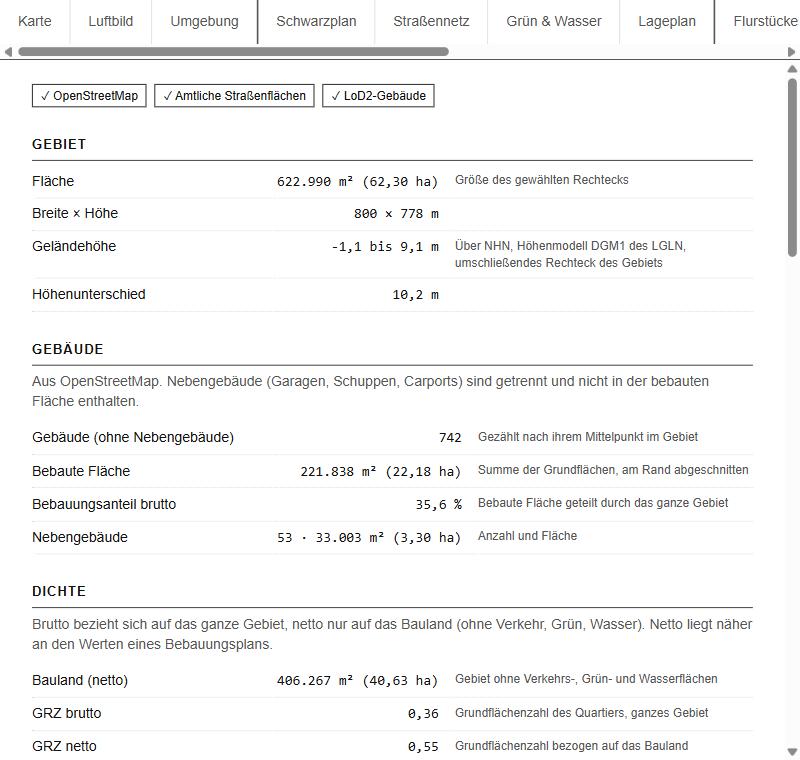 Karte Luftbild Umgebung Schwarzplan Straßennetz Grün & Wasser Lageplan Flurstücke
✓ OpenStreetMap ✓ Amtliche Straßenflächen ✓ LoD2-Gebäude
GEBIET
Fläche 622.990 m² (62,30 ha) Größe des gewählten Rechtecks
Breite × Höhe 800 × 778 m
Geländehöhe -1,1 bis 9,1 m Über NHN, Höhenmodell DGM1 des LGLN,
umschließendes Rechteck des Gebiets
Höhenunterschied 10,2 m
GEBÄUDE
Aus OpenStreetMap. Nebengebäude (Garagen, Schuppen, Carports) sind getrennt und nicht in der bebauten
Fläche enthalten.
Gebäude (ohne Nebengebäude) 742 Gezählt nach ihrem Mittelpunkt im Gebiet
Bebaute Fläche 221.838 m² (22,18 ha) Summe der Grundflächen, am Rand abgeschnitten
Bebauungsanteil brutto 35,6 % Bebaute Fläche geteilt durch das ganze Gebiet
Nebengebäude 53 · 33.003 m² (3,30 ha) Anzahl und Fläche
DICHTE
Brutto bezieht sich auf das ganze Gebiet, netto nur auf das Bauland (ohne Verkehr, Grün, Wasser). Netto liegt näher
an den Werten eines Bebauungsplans.
Bauland (netto) 406.267 m² (40,63 ha) Gebiet ohne Verkehrs-, Grün- und Wasserflächen
GRZ brutto 0,36 Grundflächenzahl des Quartiers, ganzes Gebiet
GRZ netto 0,55 Grundflächenzahl bezogen auf das Bauland